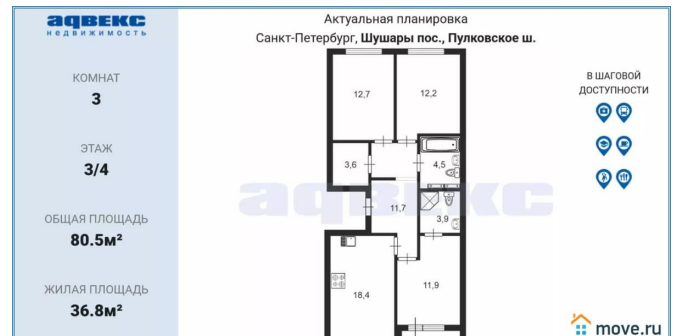 адвекс
недвижимость
Актуальная планировка
Санкт-Петербург, Шушары пос., Пулковское ш.
КОМНАТ
3
ЭТАЖ
3/4
ОБЩАЯ ПЛОЩАДЬ
80.5м²
ЖИЛАЯ ПЛОЩАДЬ
36.8м²
12,7
12,2
3,6
4,5
11,7
3,9
18,4
11,9
адвекс
В ШАГОВОЙ
ДОСТУПНОСТИ
move.ru